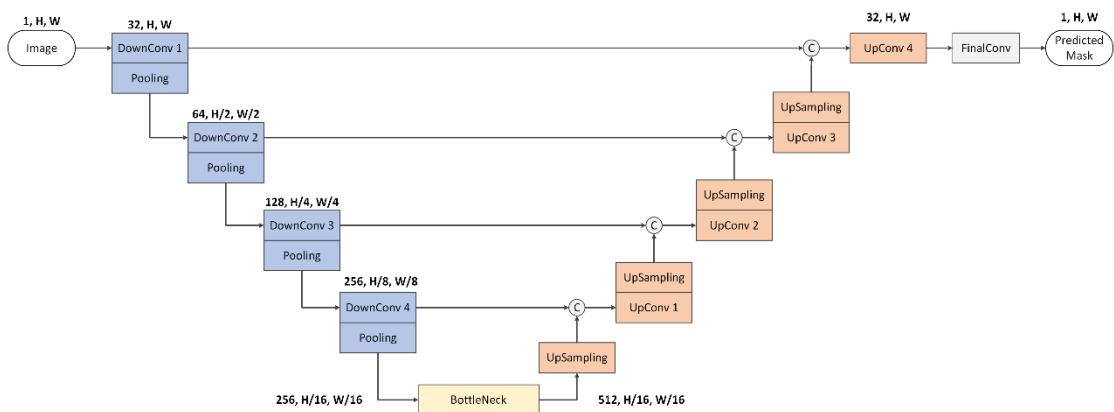 1, H, W
32, H, W
32, H, W
1, H, W
Image
DownConv 1
C
UpConv 4
FinalConv
Predicted
Mask
Pooling
UpSampling
64, H/2, W/2
DownConv 2
C
UpConv 3
Pooling
UpSampling
128, H/4, W/4
DownConv 3
C
UpConv 2
Pooling
UpSampling
256, H/8, W/8
DownConv 4
C
UpConv 1
Pooling
UpSampling
256, H/16, W/16
BottleNeck
512, H/16, W/16